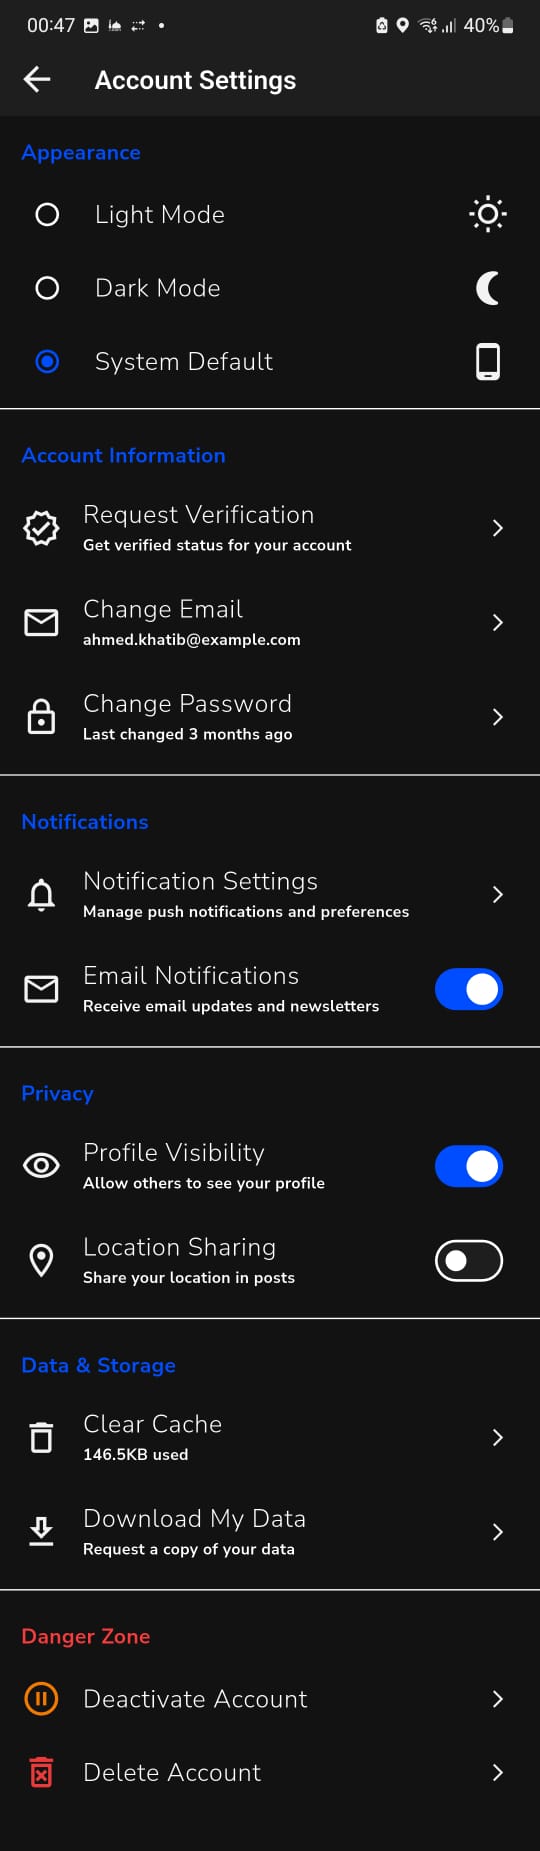 00:47
40%
Account Settings
Appearance
Light Mode
Dark Mode
System Default
Account Information
Request Verification
Get verified status for your account
Change Email
ahmed.khatib@example.com
Change Password
Last changed 3 months ago
Notifications
Notification Settings
Manage push notifications and preferences
Email Notifications
Receive email updates and newsletters
Privacy
Profile Visibility
Allow others to see your profile
Location Sharing
Share your location in posts
Data & Storage
Clear Cache
146.5KB used
Download My Data
Request a copy of your data
Danger Zone
Deactivate Account
Delete Account